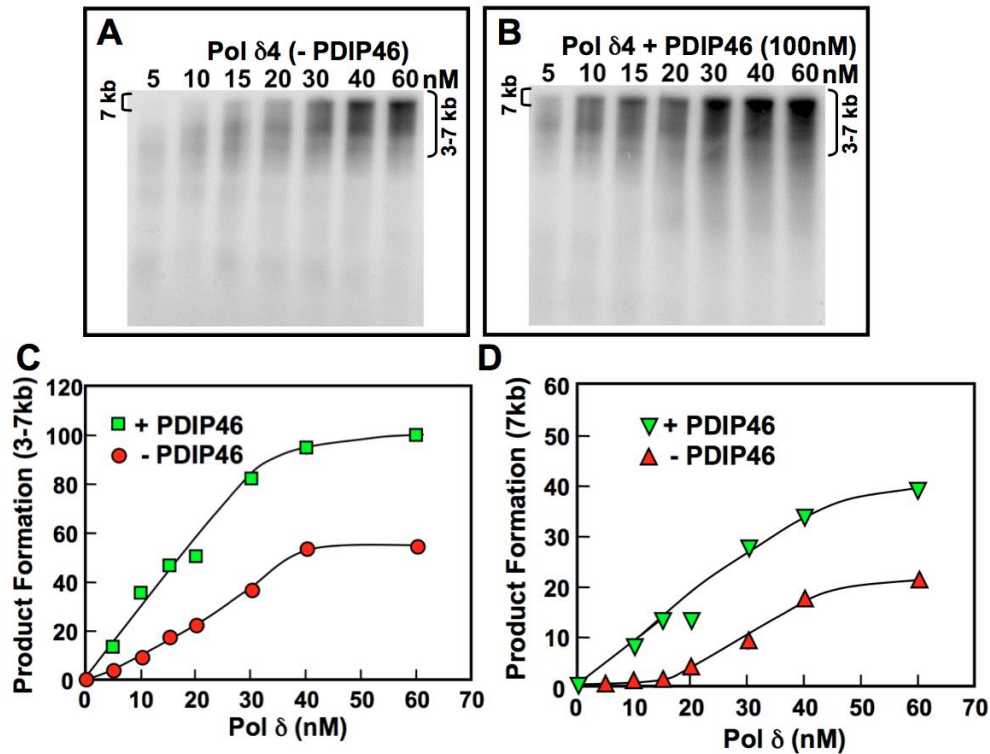 A
Pol δ4 (- PDIP46)
5 10 15 20 30 40 60 nM
7 kb
3-7 kb
B
Pol δ4 + PDIP46 (100nM)
5 10 15 20 30 40 60 nM
7 kb
3-7 kb
C
Product Formation (3-7kb)
120
100
80
60
40
20
0
+ PDIP46
- PDIP46
0 10 20 30 40 50 60 70
Pol δ (nM)
D
Product Formation (7kb)
60
50
40
30
20
10
0
+ PDIP46
- PDIP46
0 10 20 30 40 50 60 70
Pol δ (nM)